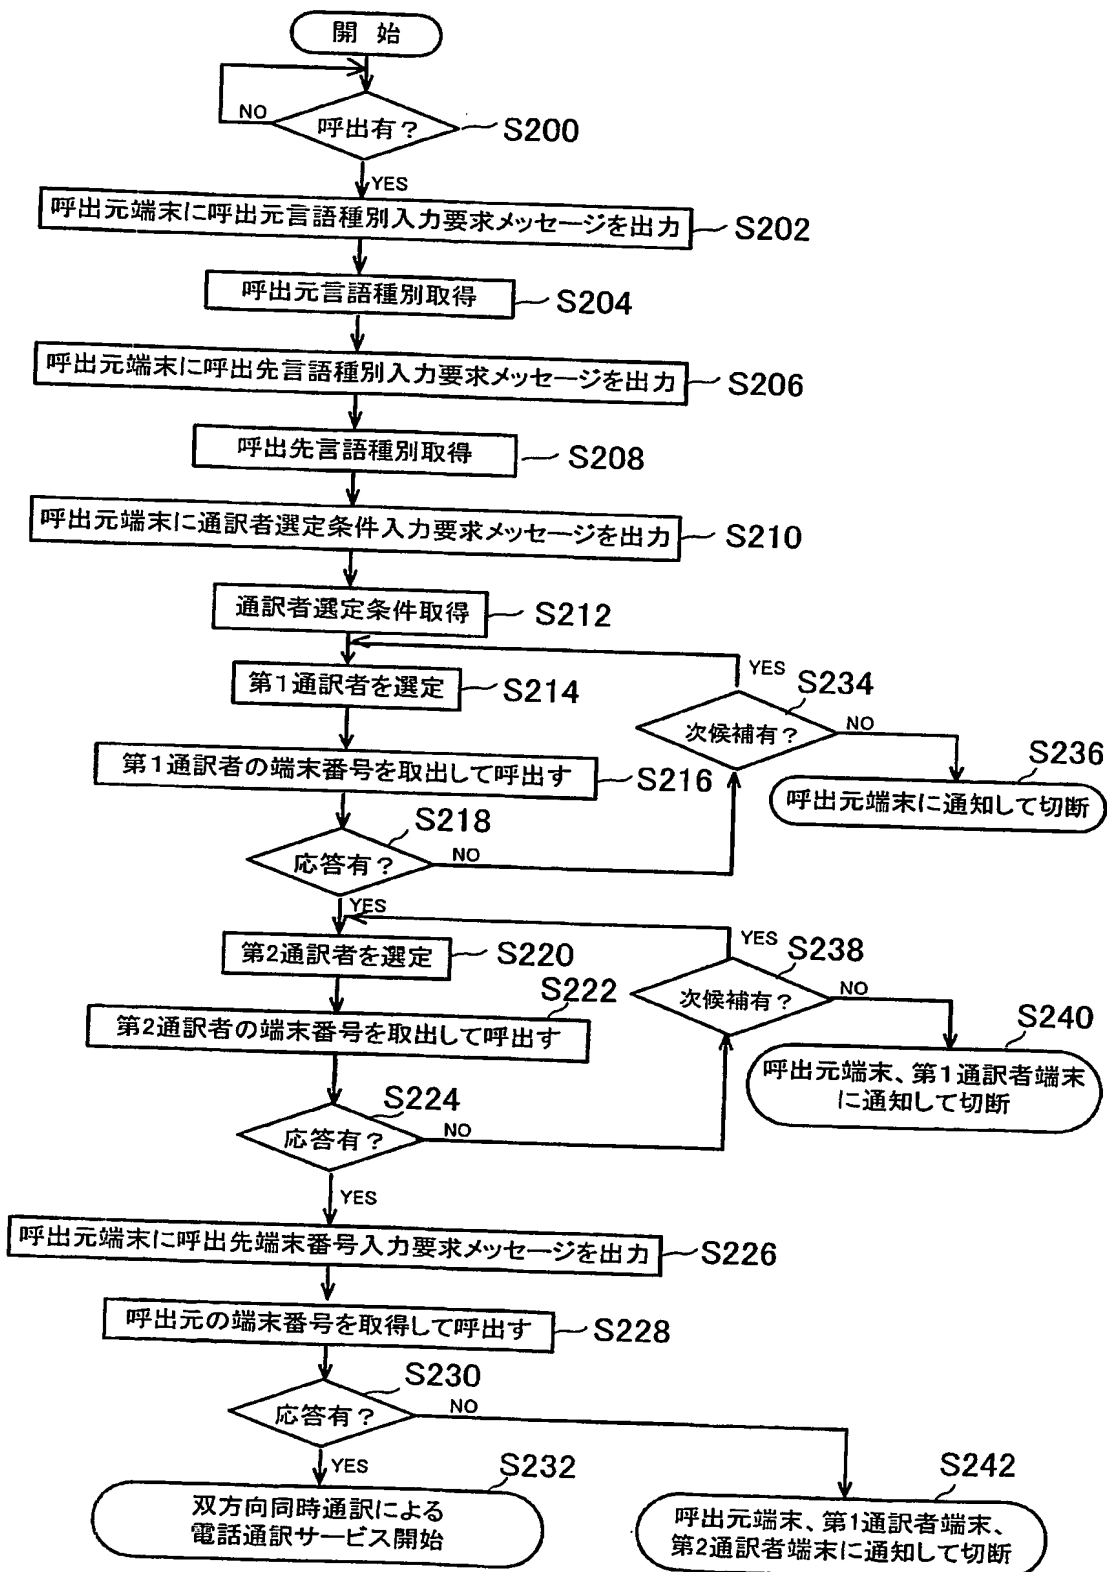 開 始
NO
呼出有？
S200
YES
呼出元端末に呼出元言語種別入力要求メッセージを出力
S202
呼出元言語種別取得
S204
呼出元端末に呼出先言語種別入力要求メッセージを出力
S206
呼出先言語種別取得
S208
呼出元端末に通訳者選定条件入力要求メッセージを出力
S210
通訳者選定条件取得
S212
第1通訳者を選定
S214
YES
S234
次候補有？
NO
第1通訳者の端末番号を取出して呼出す
S216
S236
呼出元端末に通知して切断
S218
応答有？
NO
YES
第2通訳者を選定
S220
YES
S238
次候補有？
NO
S222
第2通訳者の端末番号を取出して呼出す
S240
呼出元端末、第1通訳者端末
に通知して切断
S224
応答有？
NO
YES
呼出元端末に呼出先端末番号入力要求メッセージを出力
S226
呼出元の端末番号を取得して呼出す
S228
S230
応答有？
NO
YES
S232
双方向同時通訳による
電話通訳サービス開始
S242
呼出元端末、第1通訳者端末、
第2通訳者端末に通知して切断